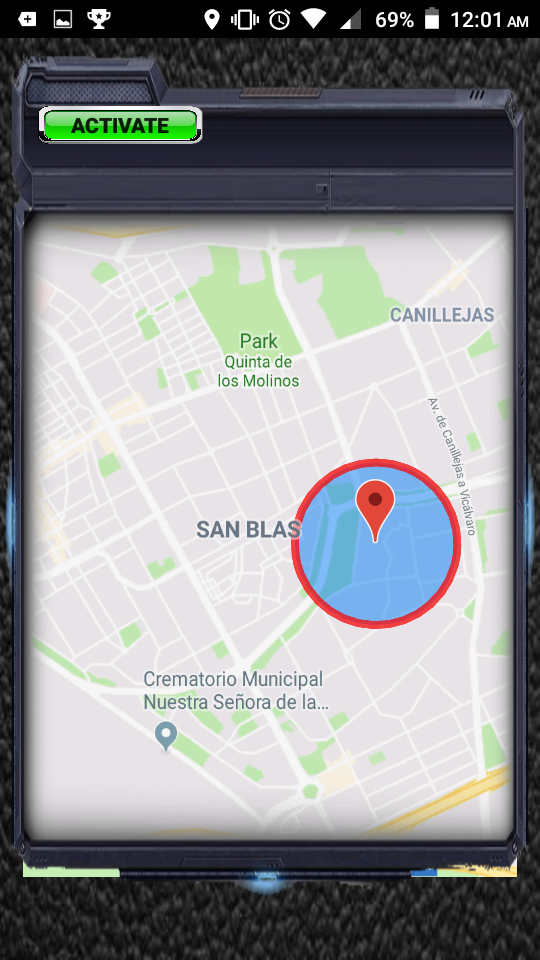 69% 12:01 AM
ACTIVATE
CANILLEJAS
Park
Quinta de
los Molinos
Av. de Canillejas a Vicálvaro
SAN BLAS
Crematorio Municipal
Nuestra Señora de la...